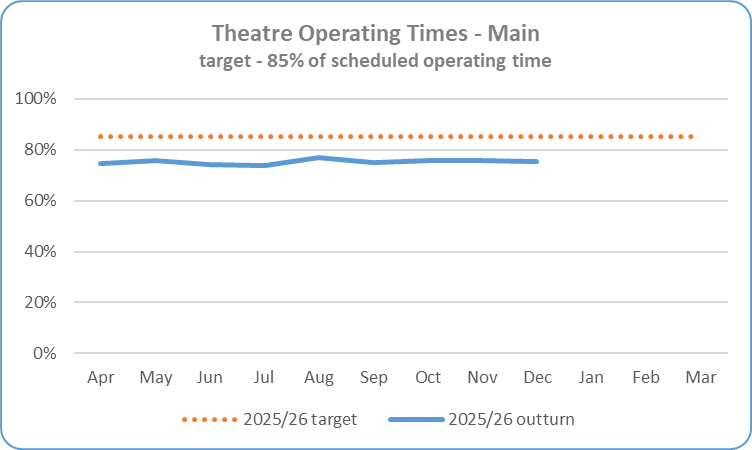 Theatre Operating Times - Main
target - 85% of scheduled operating time
100%
80%
60%
40%
20%
0%
Apr May Jun Jul Aug Sep Oct Nov Dec Jan Feb Mar
2025/26 target 2025/26 outturn